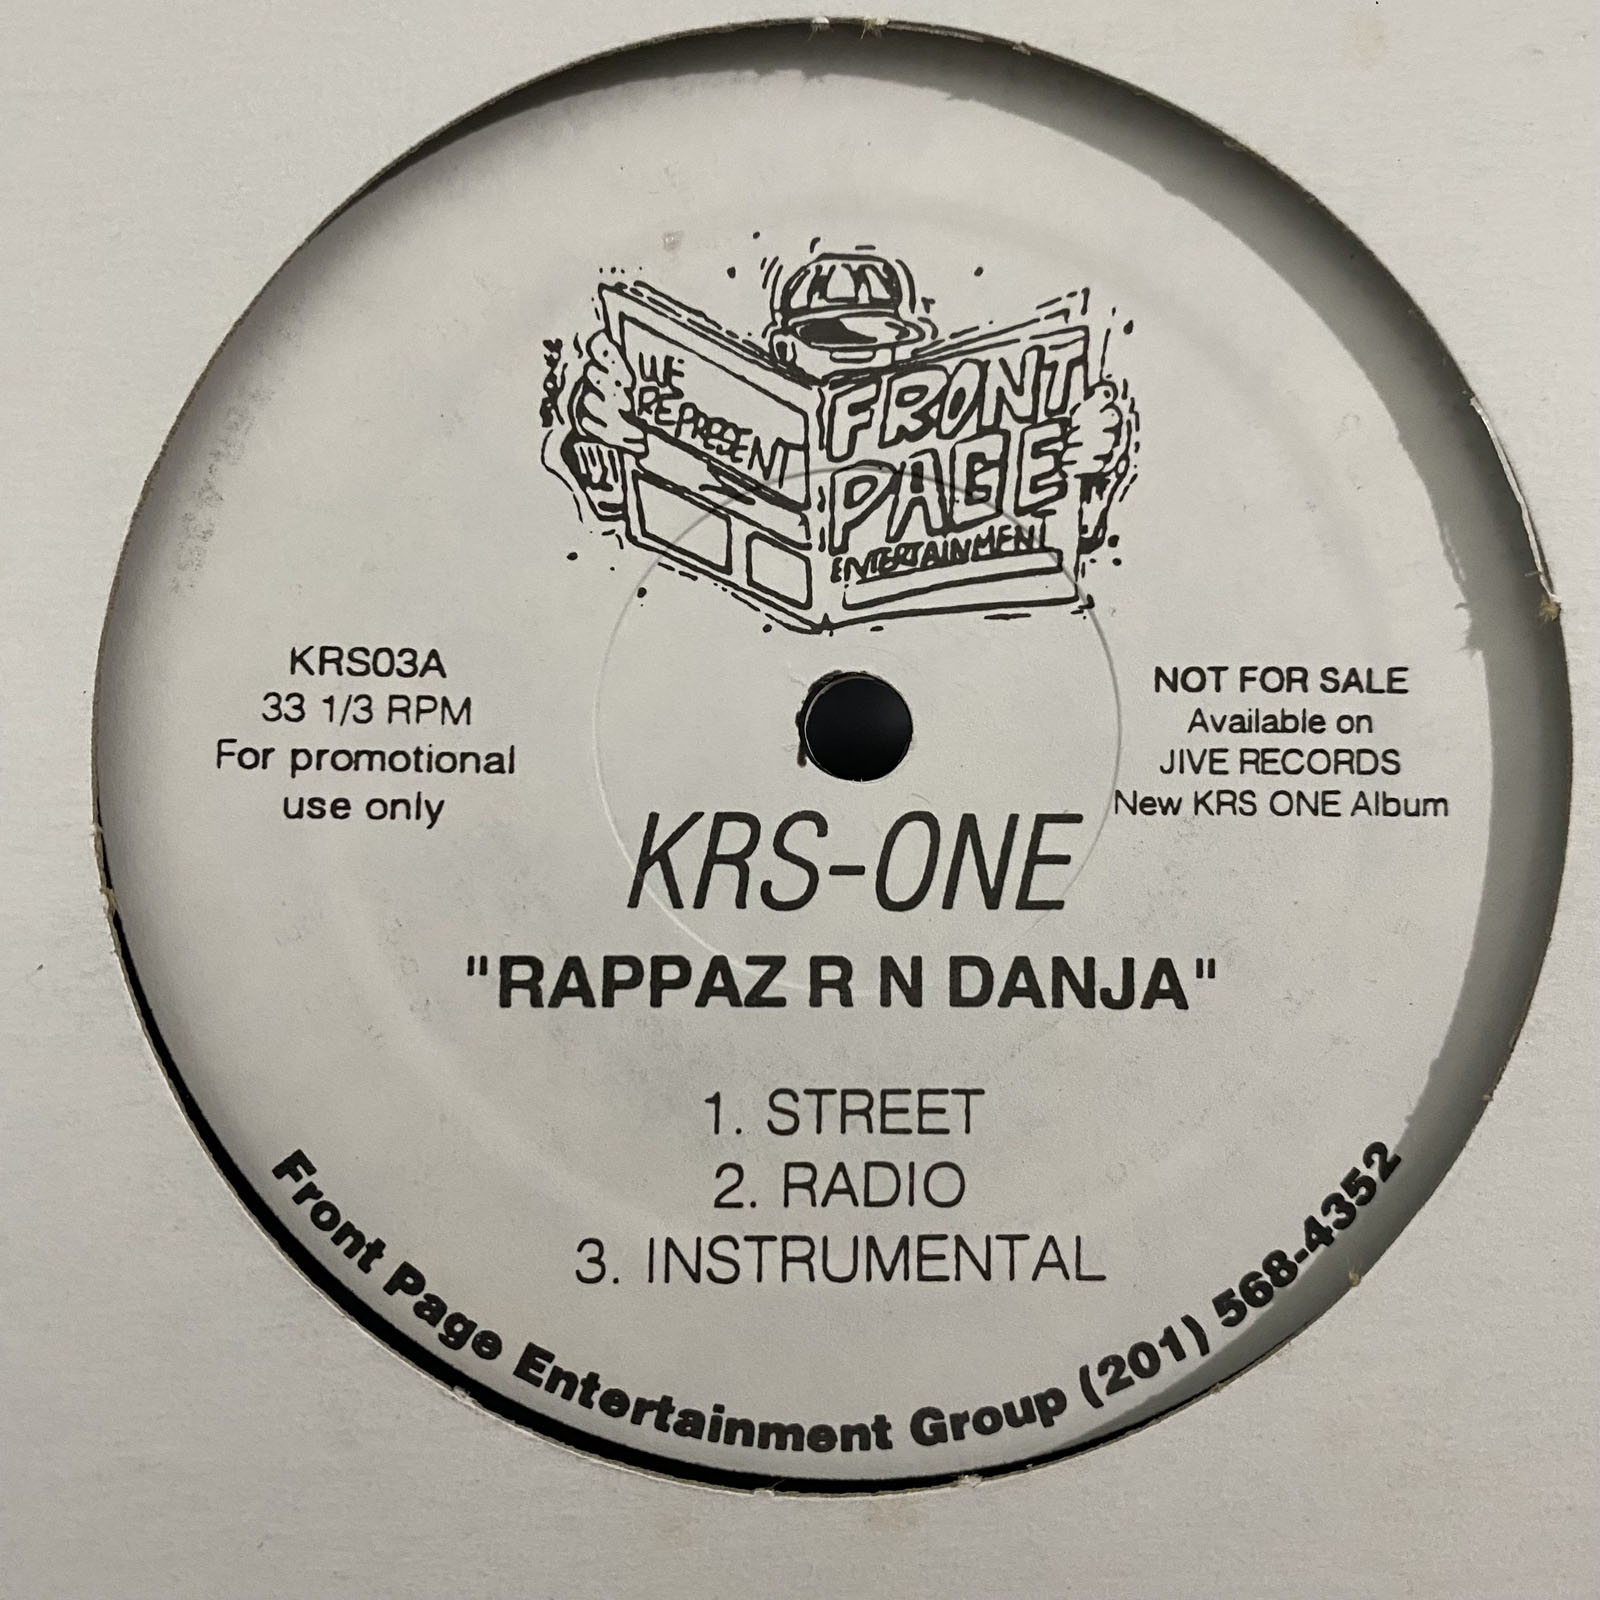 WE
REPRESENT
FRONT
PAGE
ENTERTAINMENT
KRS03A
33 1/3 RPM
For promotional
use only
NOT FOR SALE
Available on
JIVE RECORDS
New KRS ONE Album
KRS-ONE
"RAPPAZ R N DANJA"
1. STREET
2. RADIO
3. INSTRUMENTAL
Front Page Entertainment Group (201) 568-4352